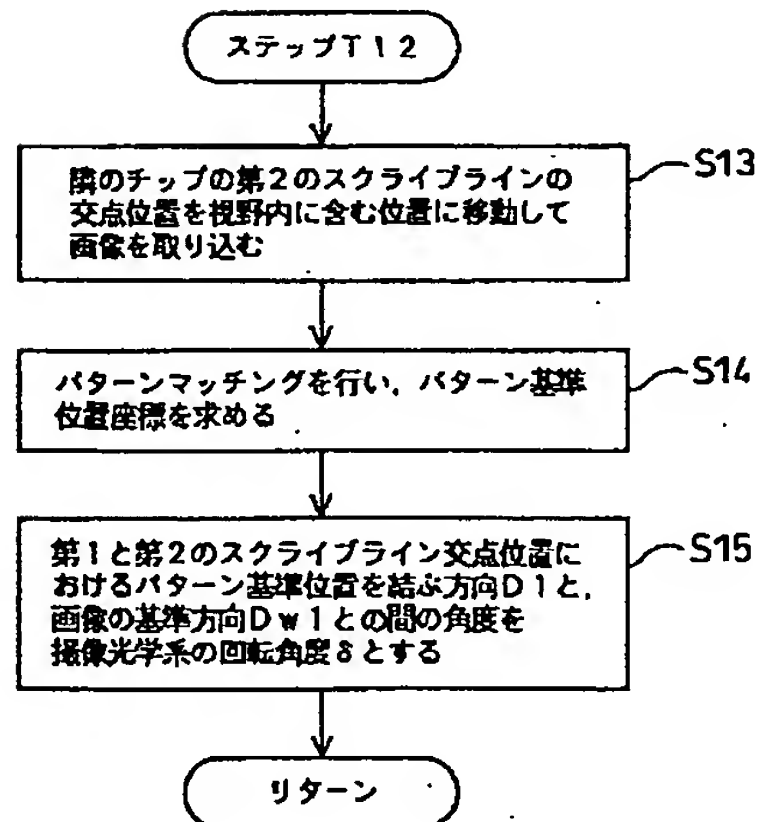 ステップT12
隣のチップの第2のスクライブラインの
交点位置を視野内に含む位置に移動して
画像を取り込む
S13
パターンマッチングを行い，パターン基準
位置座標を求める
S14
第1と第2のスクライブライン交点位置に
おけるパターン基準位置を結ぶ方向D1と，
画像の基準方向Dw1との間の角度を
撮像光学系の回転角度δとする
S15
リターン